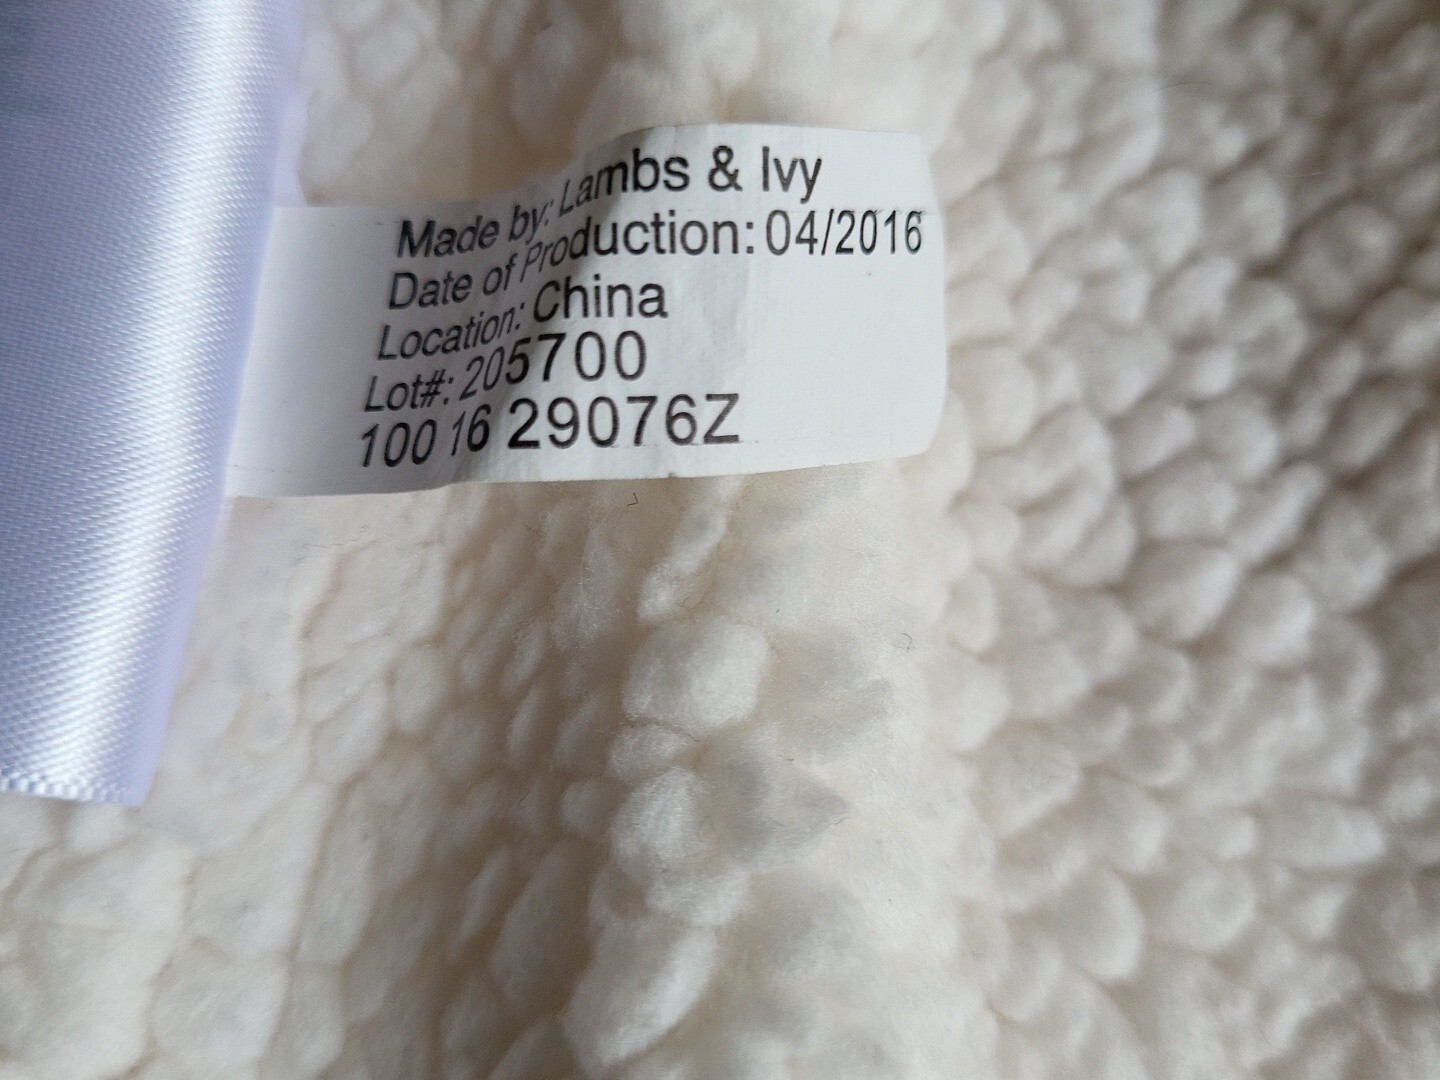 Made by: Lambs & Ivy
Date of Production: 04/2016
Location: China
Lot#: 205700
100 16 29076Z